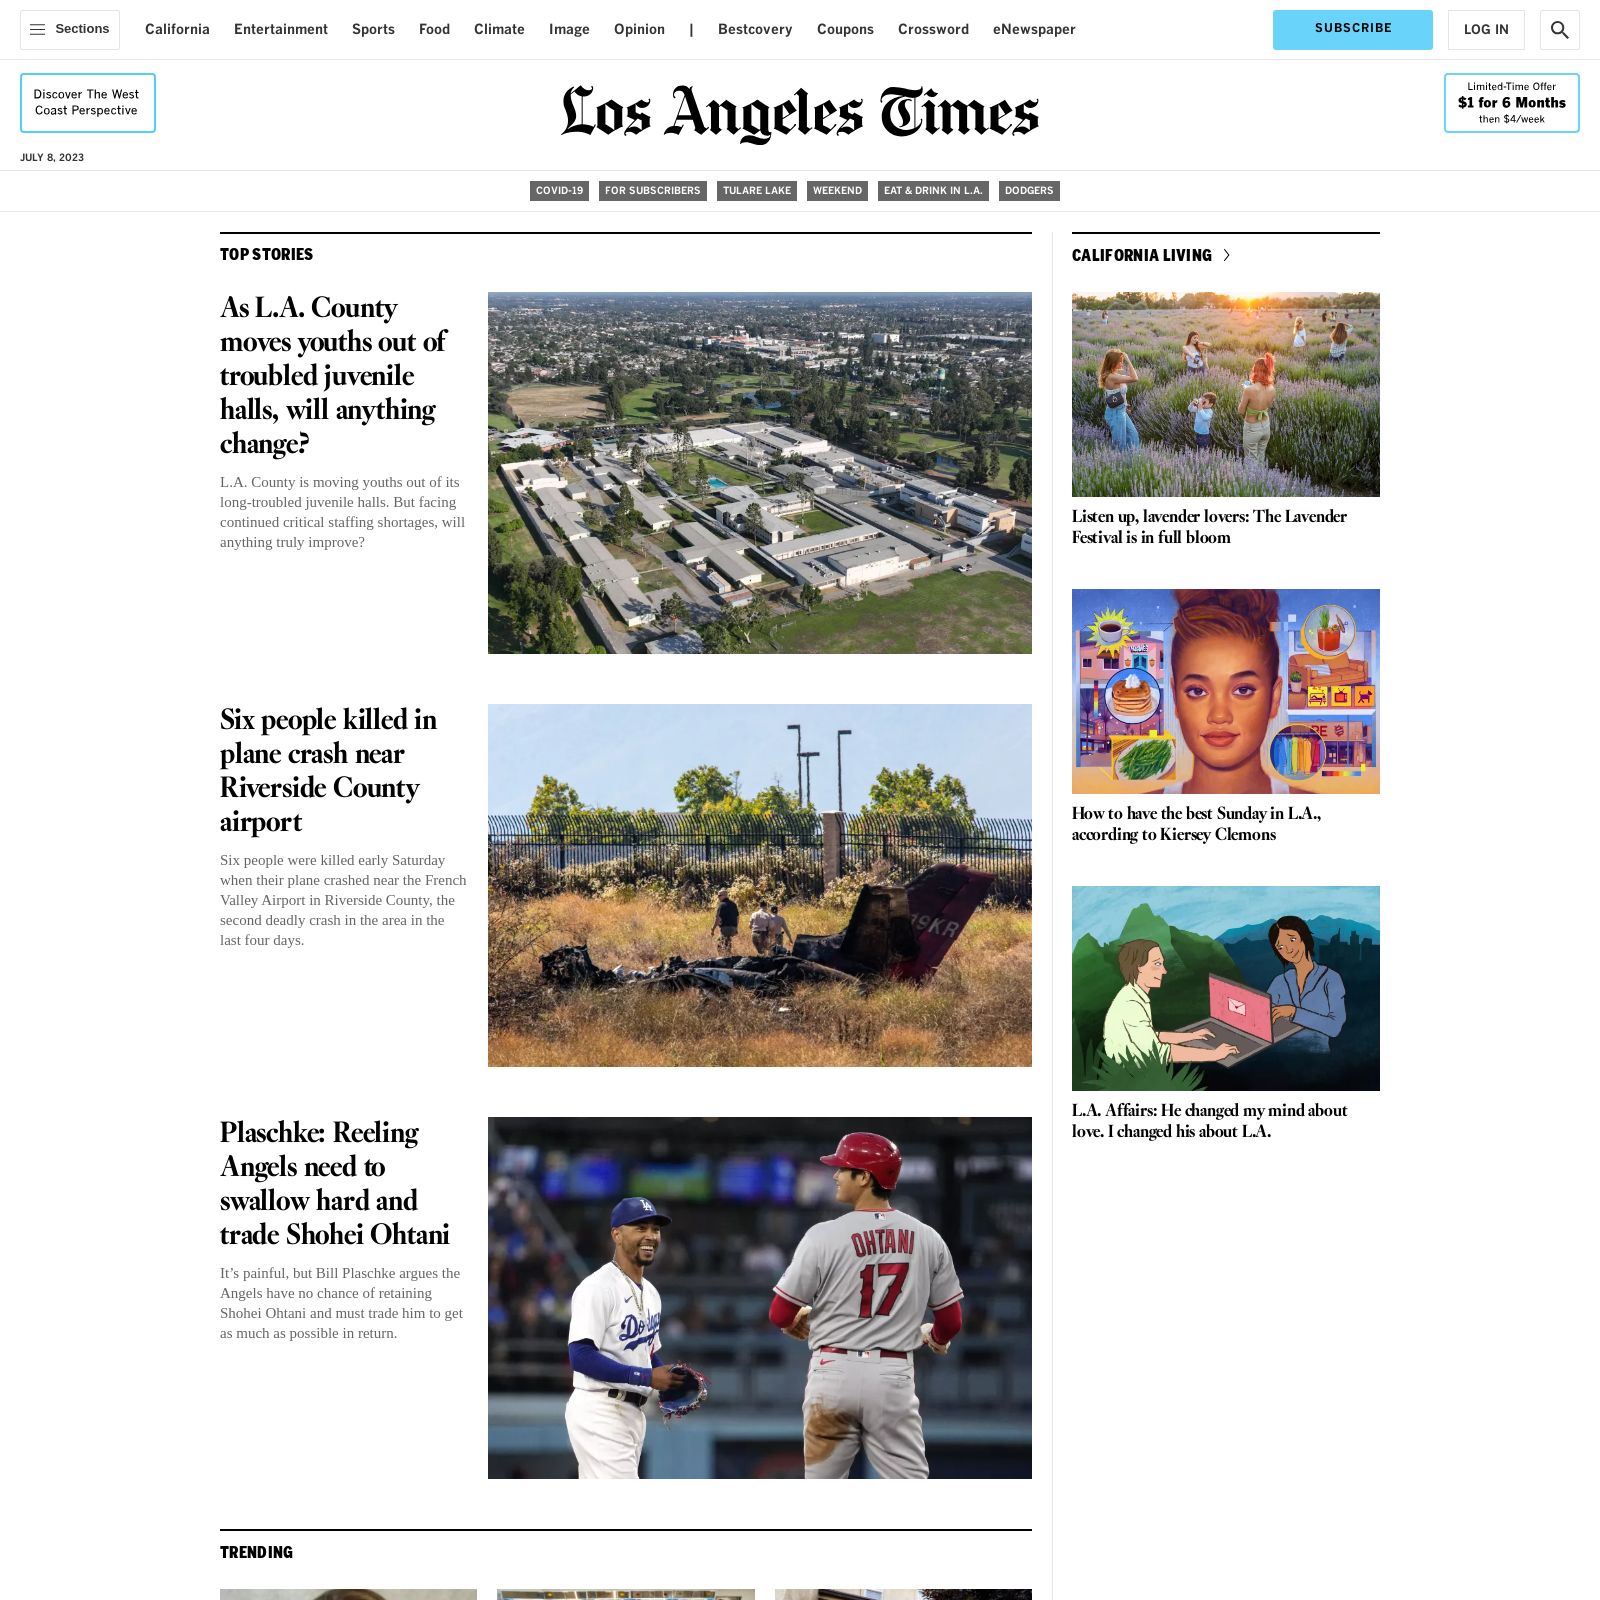 Sections
California
Entertainment
Sports
Food
Climate
Image
Opinion
|
Bestcovery
Coupons
Crossword
eNewspaper
SUBSCRIBE
LOG IN
Discover The West
Coast Perspective
Los Angeles Times
Limited-Time Offer
$1 for 6 Months
then $4/week
JULY 8, 2023
COVID-19
FOR SUBSCRIBERS
TULARE LAKE
WEEKEND
EAT & DRINK IN L.A.
DODGERS
TOP STORIES
As L.A. County
moves youths out of
troubled juvenile
halls, will anything
change?
L.A. County is moving youths out of its
long-troubled juvenile halls. But facing
continued critical staffing shortages, will
anything truly improve?
Six people killed in
plane crash near
Riverside County
airport
Six people were killed early Saturday
when their plane crashed near the French
Valley Airport in Riverside County, the
second deadly crash in the area in the
last four days.
9KR
Plaschke: Reeling
Angels need to
swallow hard and
trade Shohei Ohtani
It’s painful, but Bill Plaschke argues the
Angels have no chance of retaining
Shohei Ohtani and must trade him to get
as much as possible in return.
LA
Dodgers
OHTANI
17
TRENDING
CALIFORNIA LIVING
Listen up, lavender lovers: The Lavender
Festival is in full bloom
How to have the best Sunday in L.A.,
according to Kiersey Clemons
L.A. Affairs: He changed my mind about
love. I changed his about L.A.